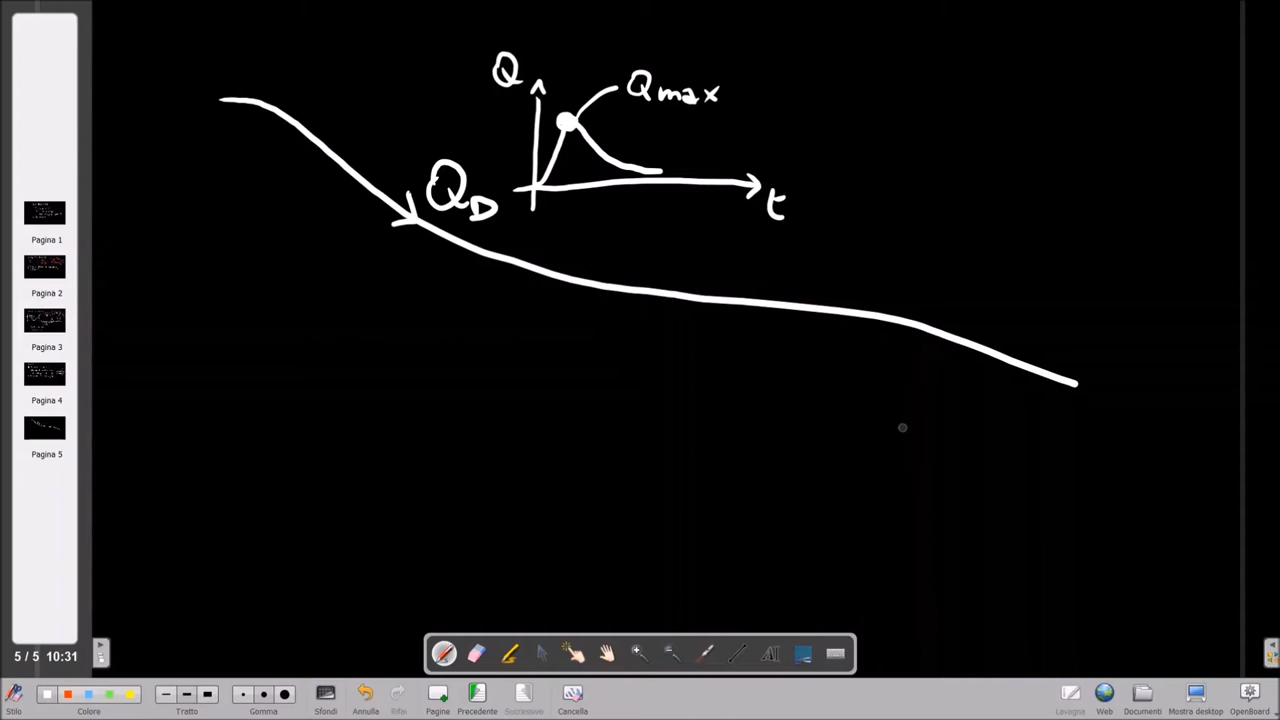 Q
Qmax
QD
t
Pagina 1
Pagina 2
Pagina 3
Pagina 4
Pagina 5
5 / 5 10:31
Stilo
Colore
Tratto
Gomma
Sfondi
Annulla
Rifai
Pagine
Precedente
Successivo
Cancella
Lavagna
Web
Documenti
Mostra desktop
OpenBoard